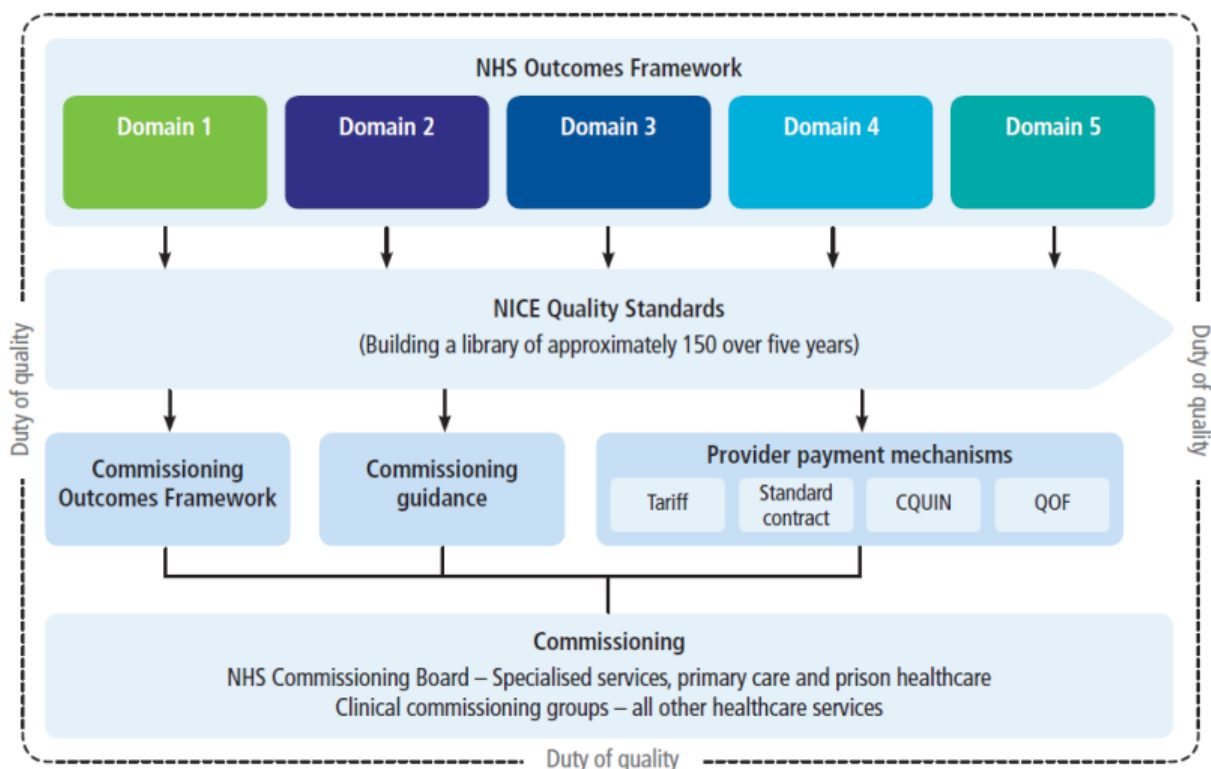 NHS Outcomes Framework
Domain 1
Domain 2
Domain 3
Domain 4
Domain 5
NICE Quality Standards
(Building a library of approximately 150 over five years)
Duty of quality
Duty of quality
Commissioning
Outcomes Framework
Commissioning
guidance
Provider payment mechanisms
Tariff
Standard
contract
CQUIN
QOF
Commissioning
NHS Commissioning Board – Specialised services, primary care and prison healthcare
Clinical commissioning groups – all other healthcare services
Duty of quality